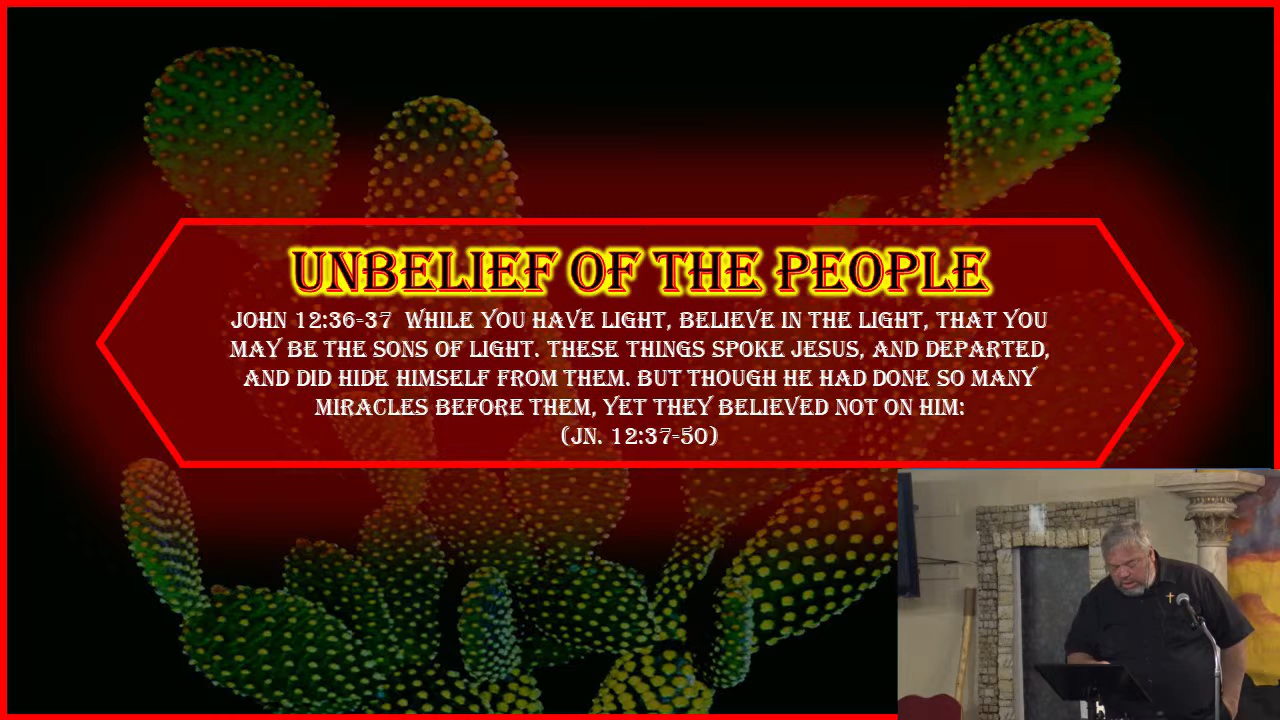 UNBELIEF OF THE PEOPLE
JOHN 12:36-37 WHILE YOU HAVE LIGHT, BELIEVE IN THE LIGHT, THAT YOU
MAY BE THE SONS OF LIGHT. THESE THINGS SPOKE JESUS, AND DEPARTED,
AND DID HIDE HIMSELF FROM THEM. BUT THOUGH HE HAD DONE SO MANY
MIRACLES BEFORE THEM, YET THEY BELIEVED NOT ON HIM:
(JN. 12:37-50)